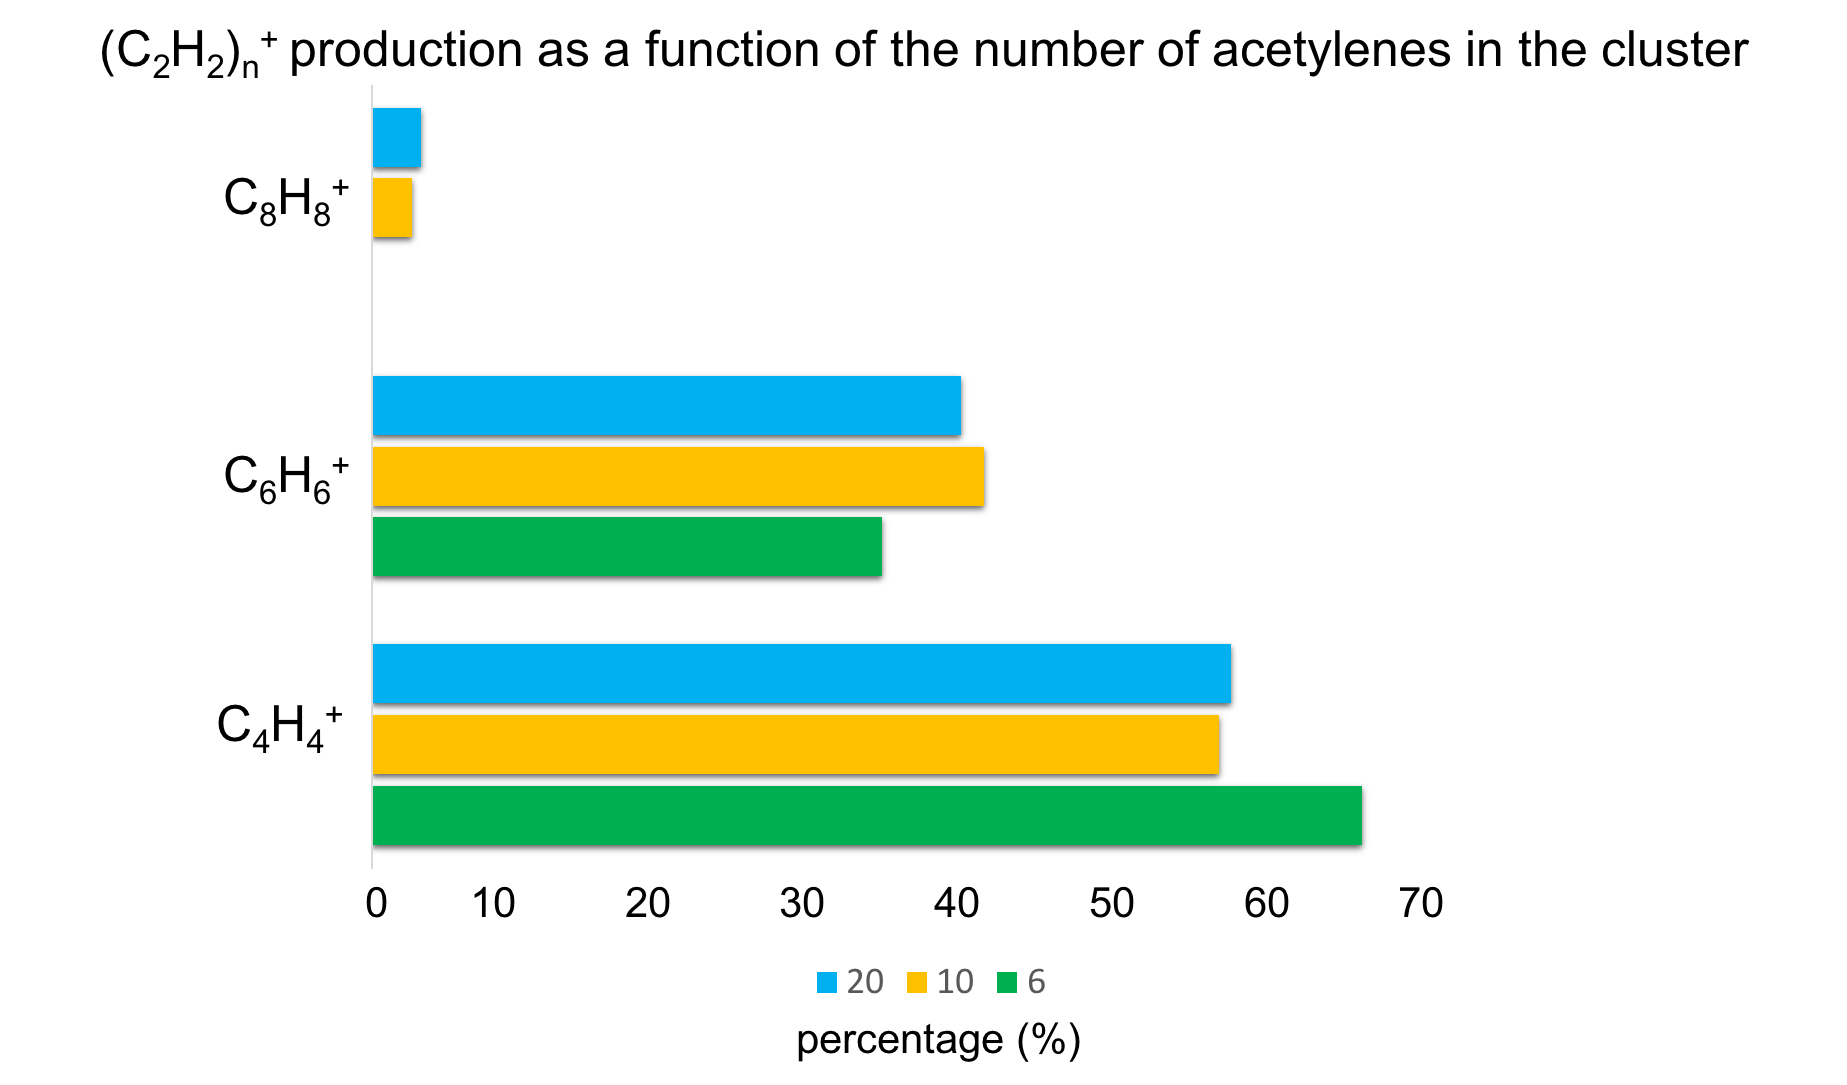 (C₂H₂)ₙ⁺ production as a function of the number of acetylenes in the cluster
C₈H₈⁺
C₆H₆⁺
C₄H₄⁺
0 10 20 30 40 50 60 70
20 10 6
percentage (%)